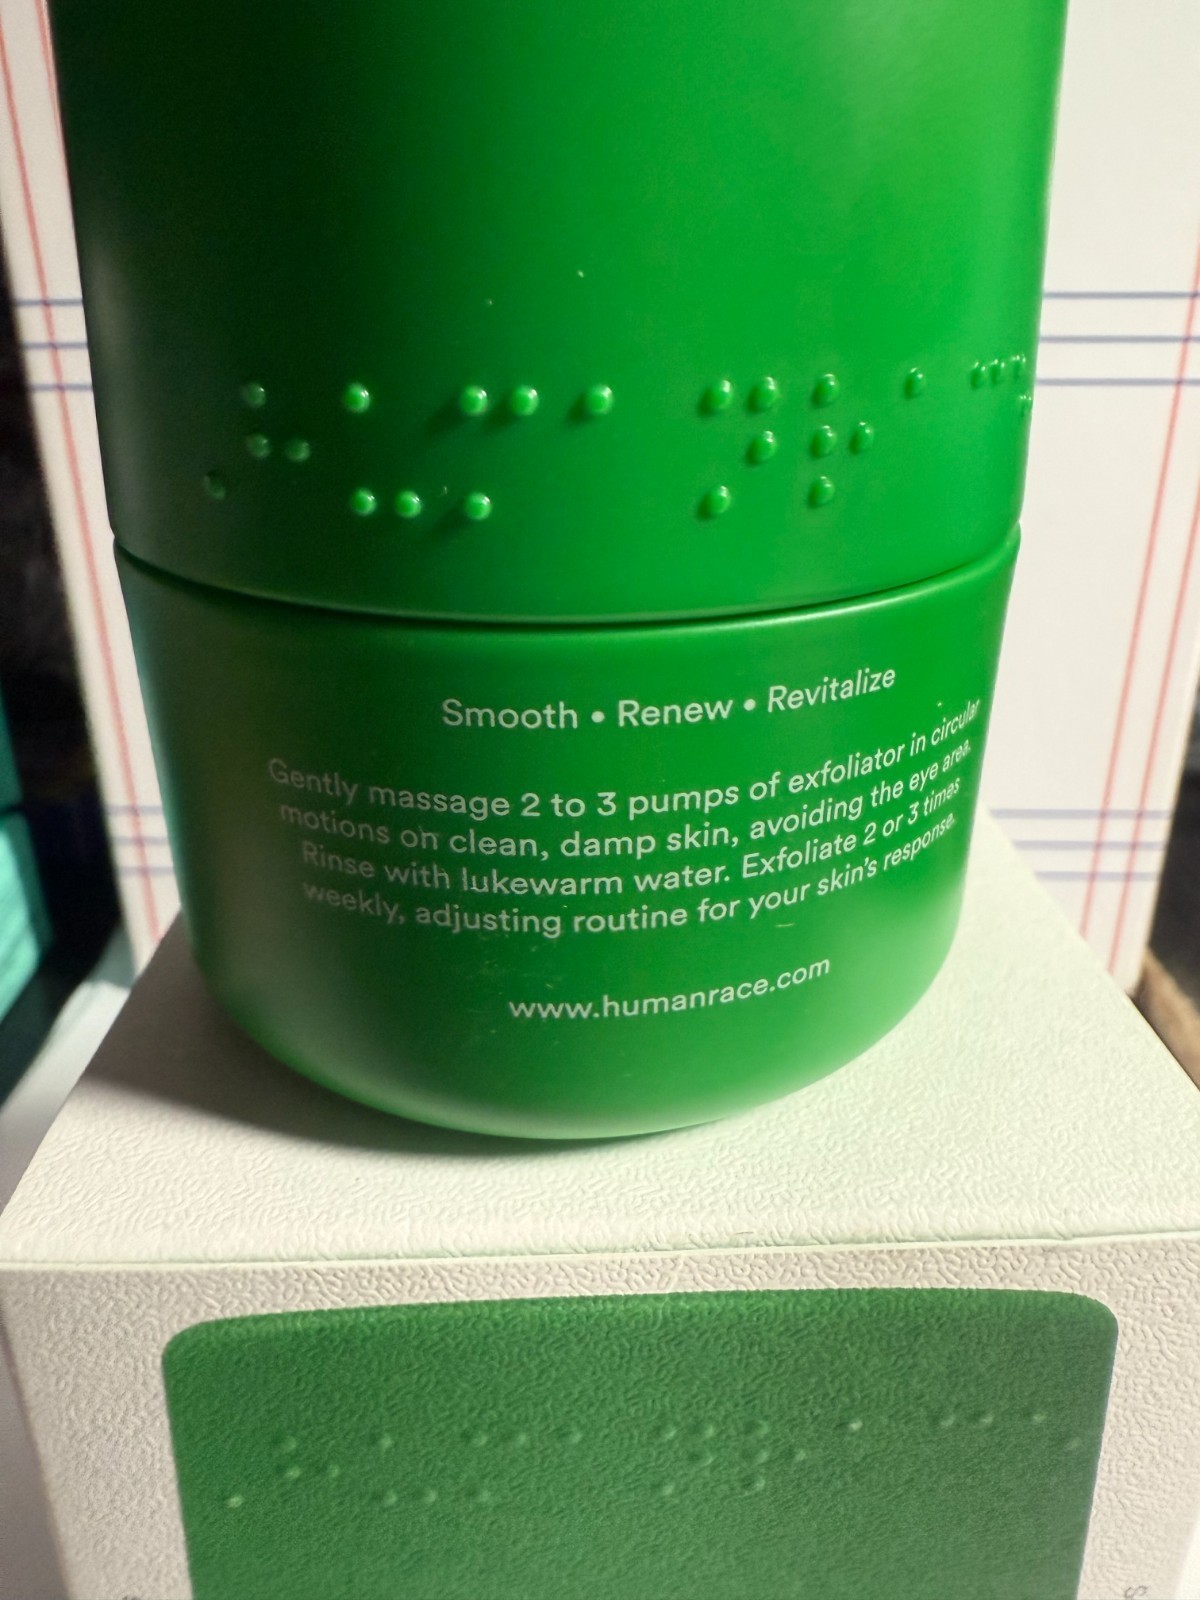 ⠠⠓⠥⠍⠁⠝⠗⠁⠉⠑
Smooth • Renew • Revitalize
Gently massage 2 to 3 pumps of exfoliator in circular
motions on clean, damp skin, avoiding the eye area.
Rinse with lukewarm water. Exfoliate 2 or 3 times
weekly, adjusting routine for your skin's response.
www.humanrace.com
⠠⠓⠥⠍⠁⠝⠗⠁⠉⠑